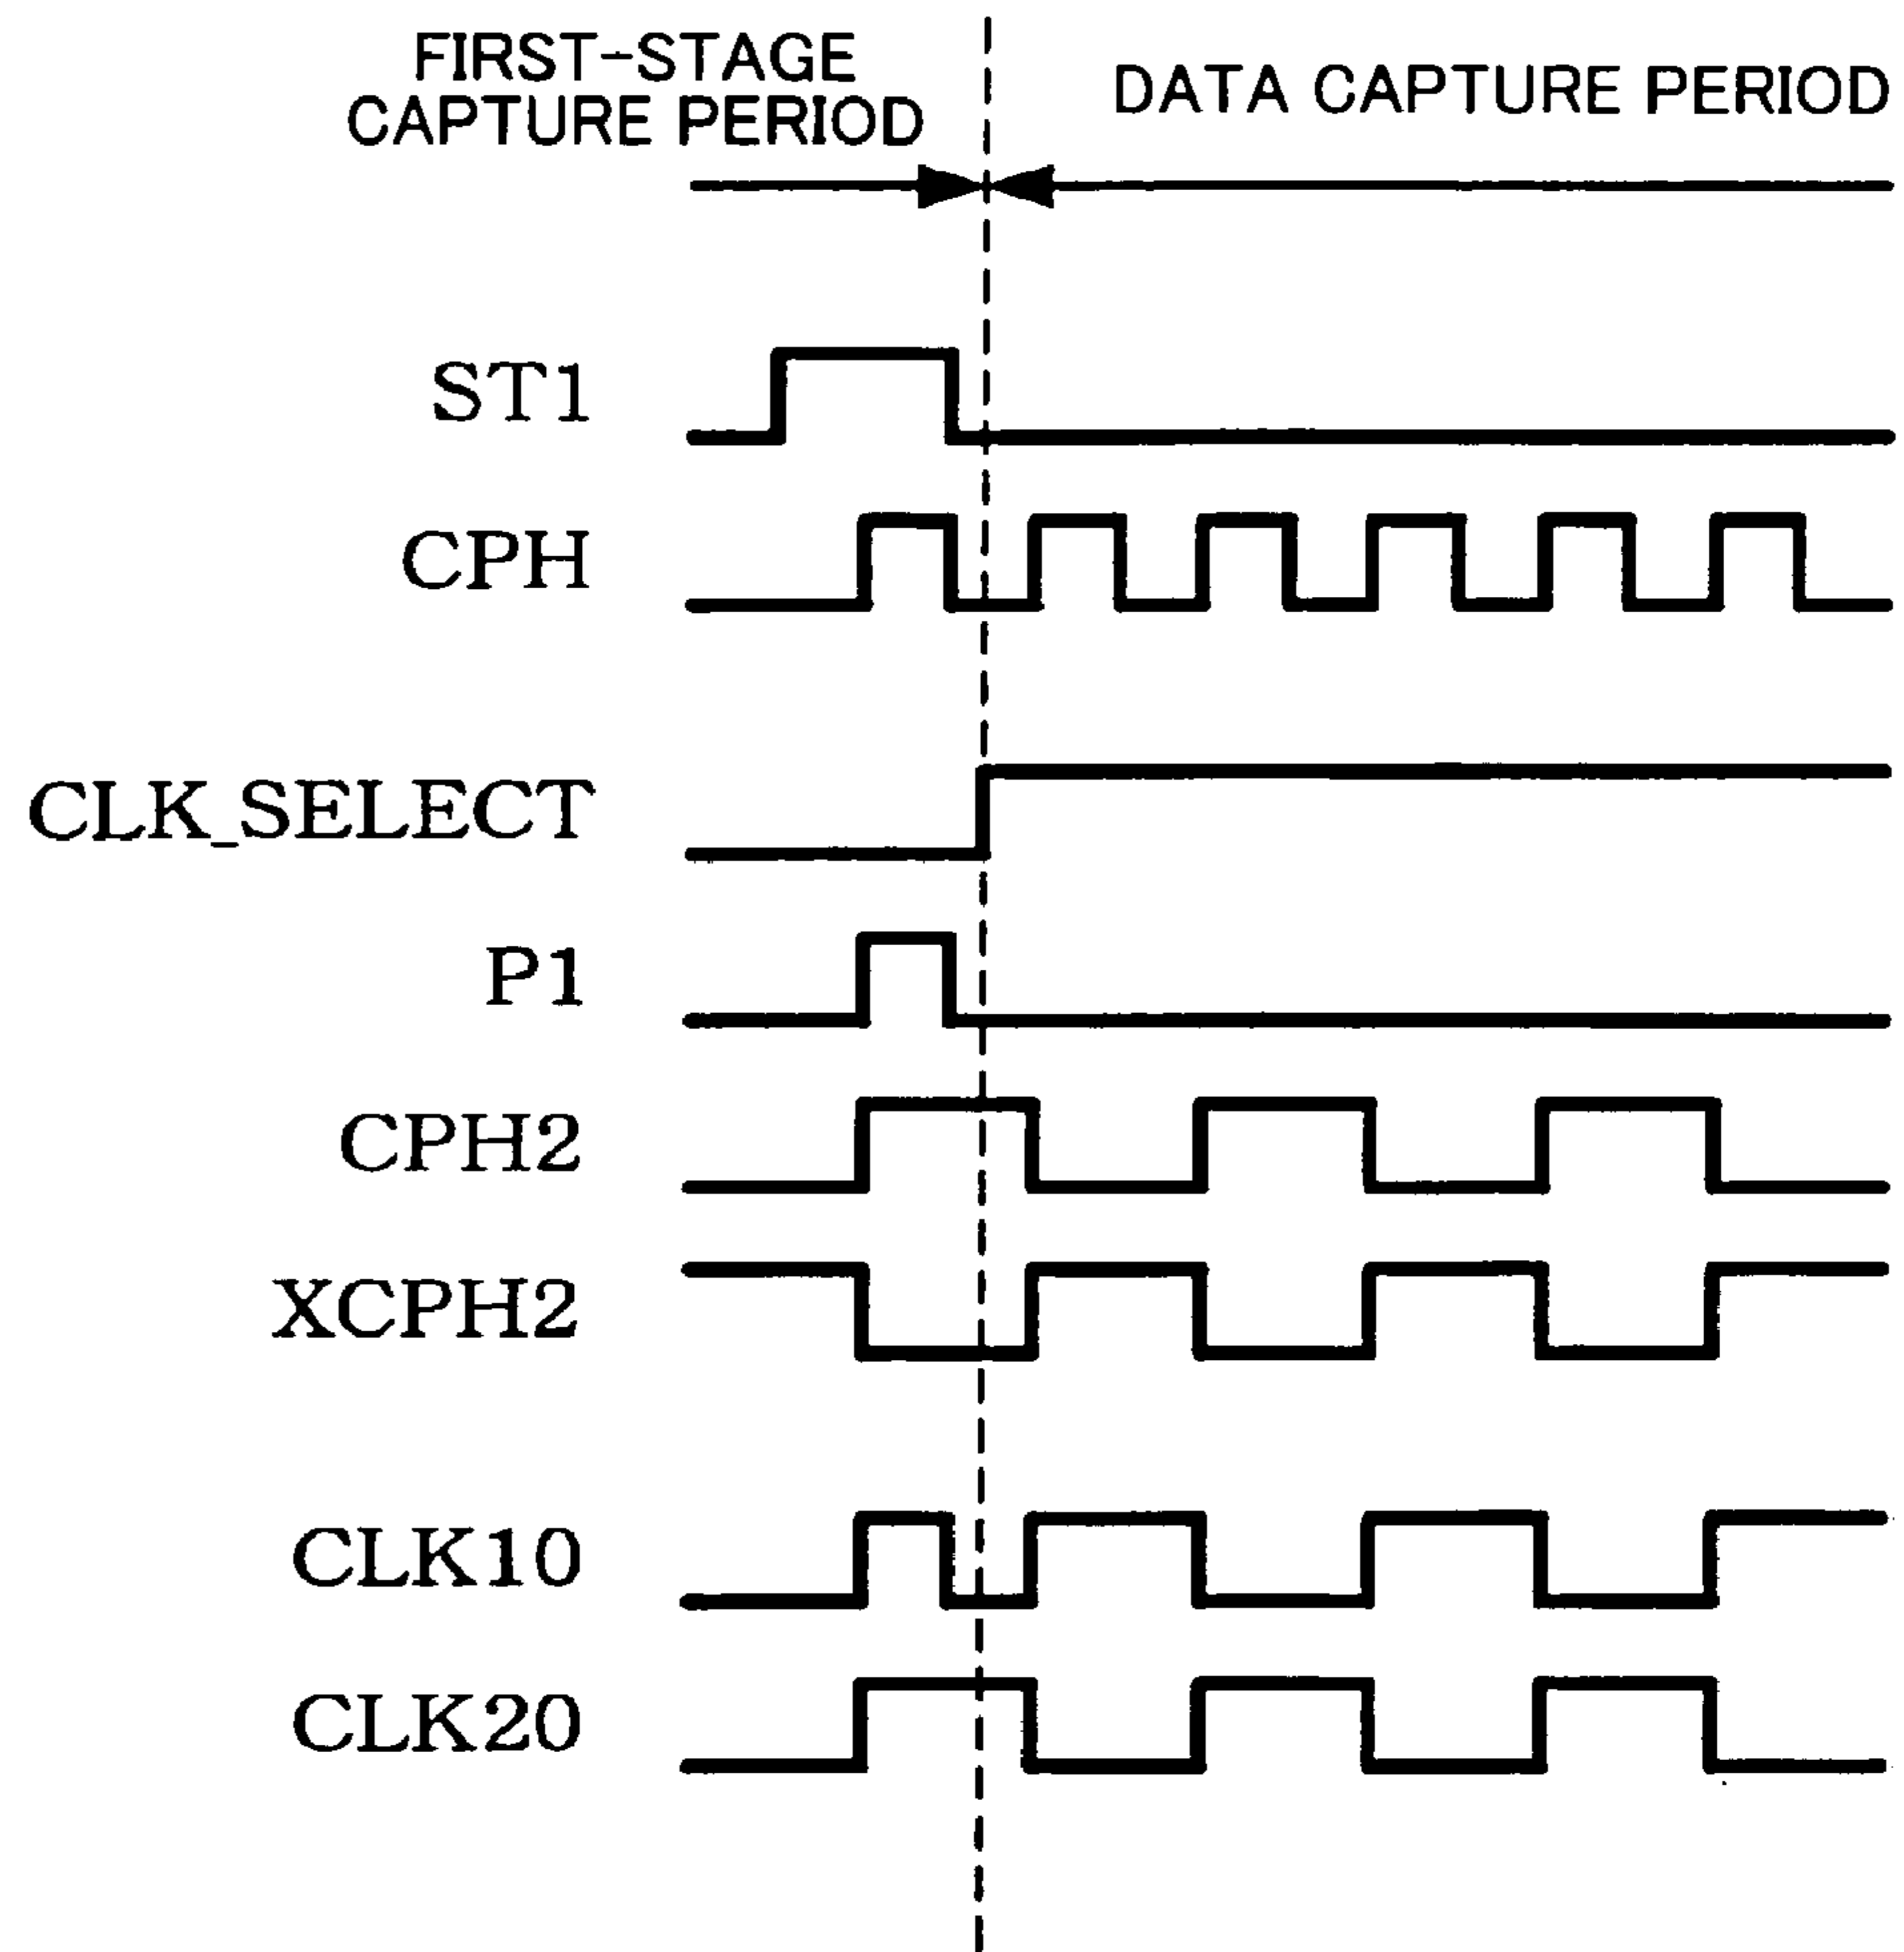 FIRST-STAGE
CAPTURE PERIOD
DATA CAPTURE PERIOD
ST1
CPH
CLK_SELECT
P1
CPH2
XCPH2
CLK10
CLK20